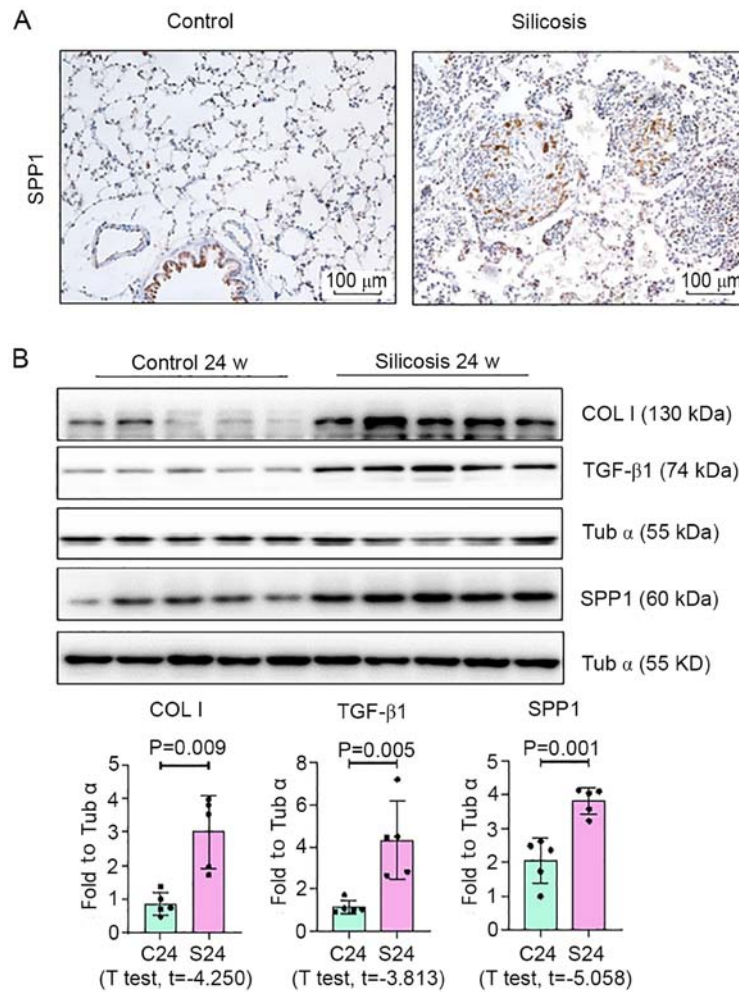 A
Control
Silicosis
SPP1
100 μm
100 μm
B
Control 24 w
Silicosis 24 w
COL I (130 kDa)
TGF-β1 (74 kDa)
Tub α (55 kDa)
SPP1 (60 kDa)
Tub α (55 KD)
COL I
P=0.009
Fold to Tub α
5
4
3
2
1
0
C24 S24
(T test, t=-4.250)
TGF-β1
P=0.005
Fold to Tub α
8
6
4
2
0
C24 S24
(T test, t=-3.813)
SPP1
P=0.001
Fold to Tub α
5
4
3
2
1
0
C24 S24
(T test, t=-5.058)